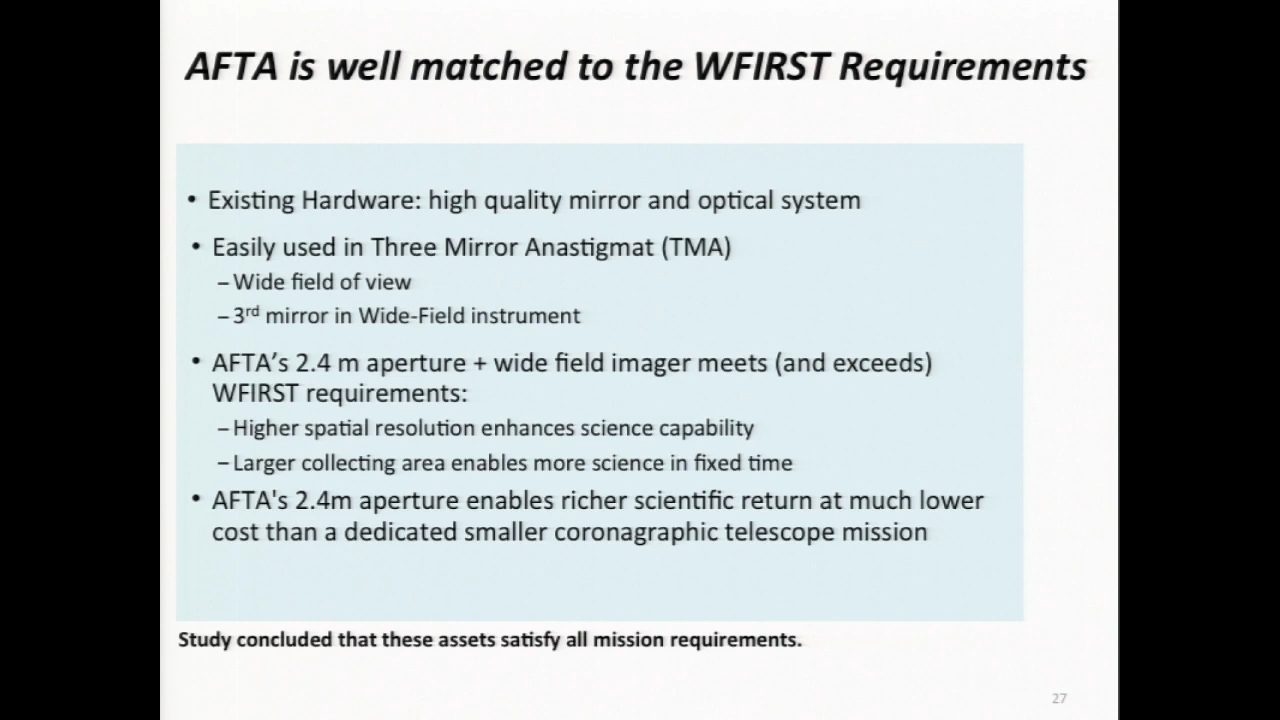 AFTA is well matched to the WFIRST Requirements
• Existing Hardware: high quality mirror and optical system
• Easily used in Three Mirror Anastigmat (TMA)
– Wide field of view
– 3rd mirror in Wide-Field instrument
• AFTA’s 2.4 m aperture + wide field imager meets (and exceeds)
WFIRST requirements:
– Higher spatial resolution enhances science capability
– Larger collecting area enables more science in fixed time
• AFTA's 2.4m aperture enables richer scientific return at much lower
cost than a dedicated smaller coronagraphic telescope mission
Study concluded that these assets satisfy all mission requirements.
27